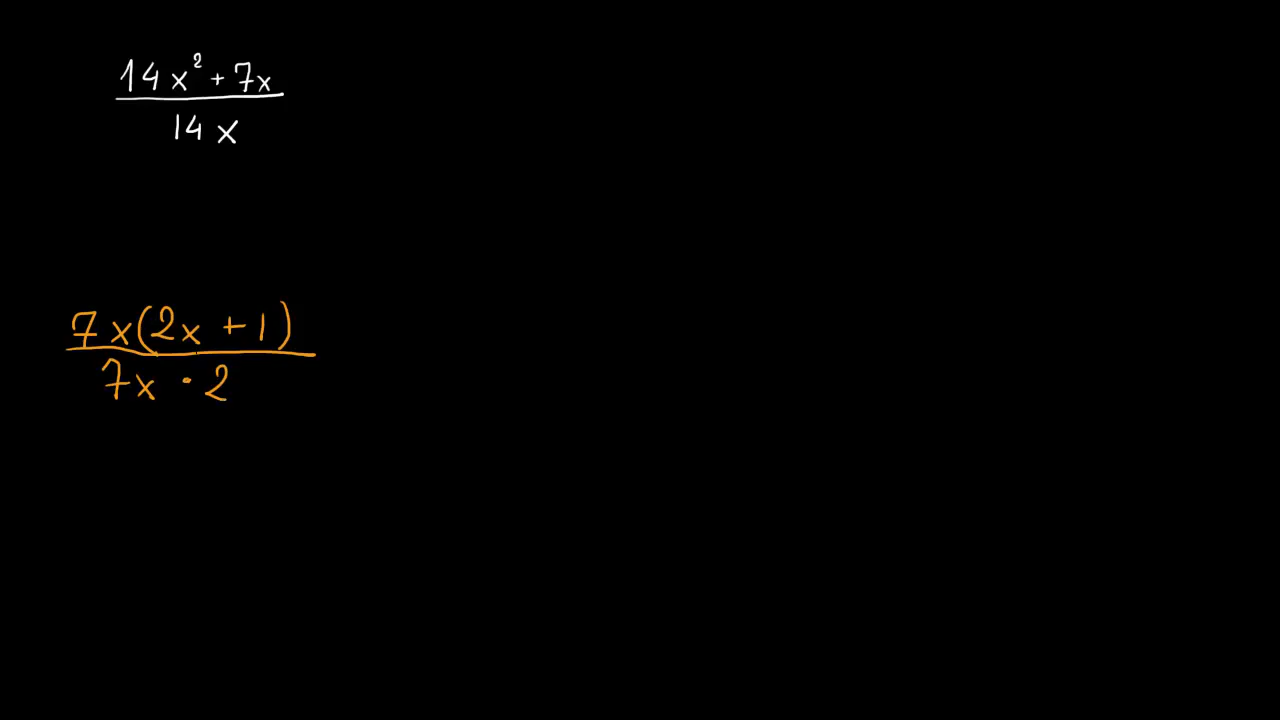 14x² + 7x
14x
7x(2x + 1)
7x · 2